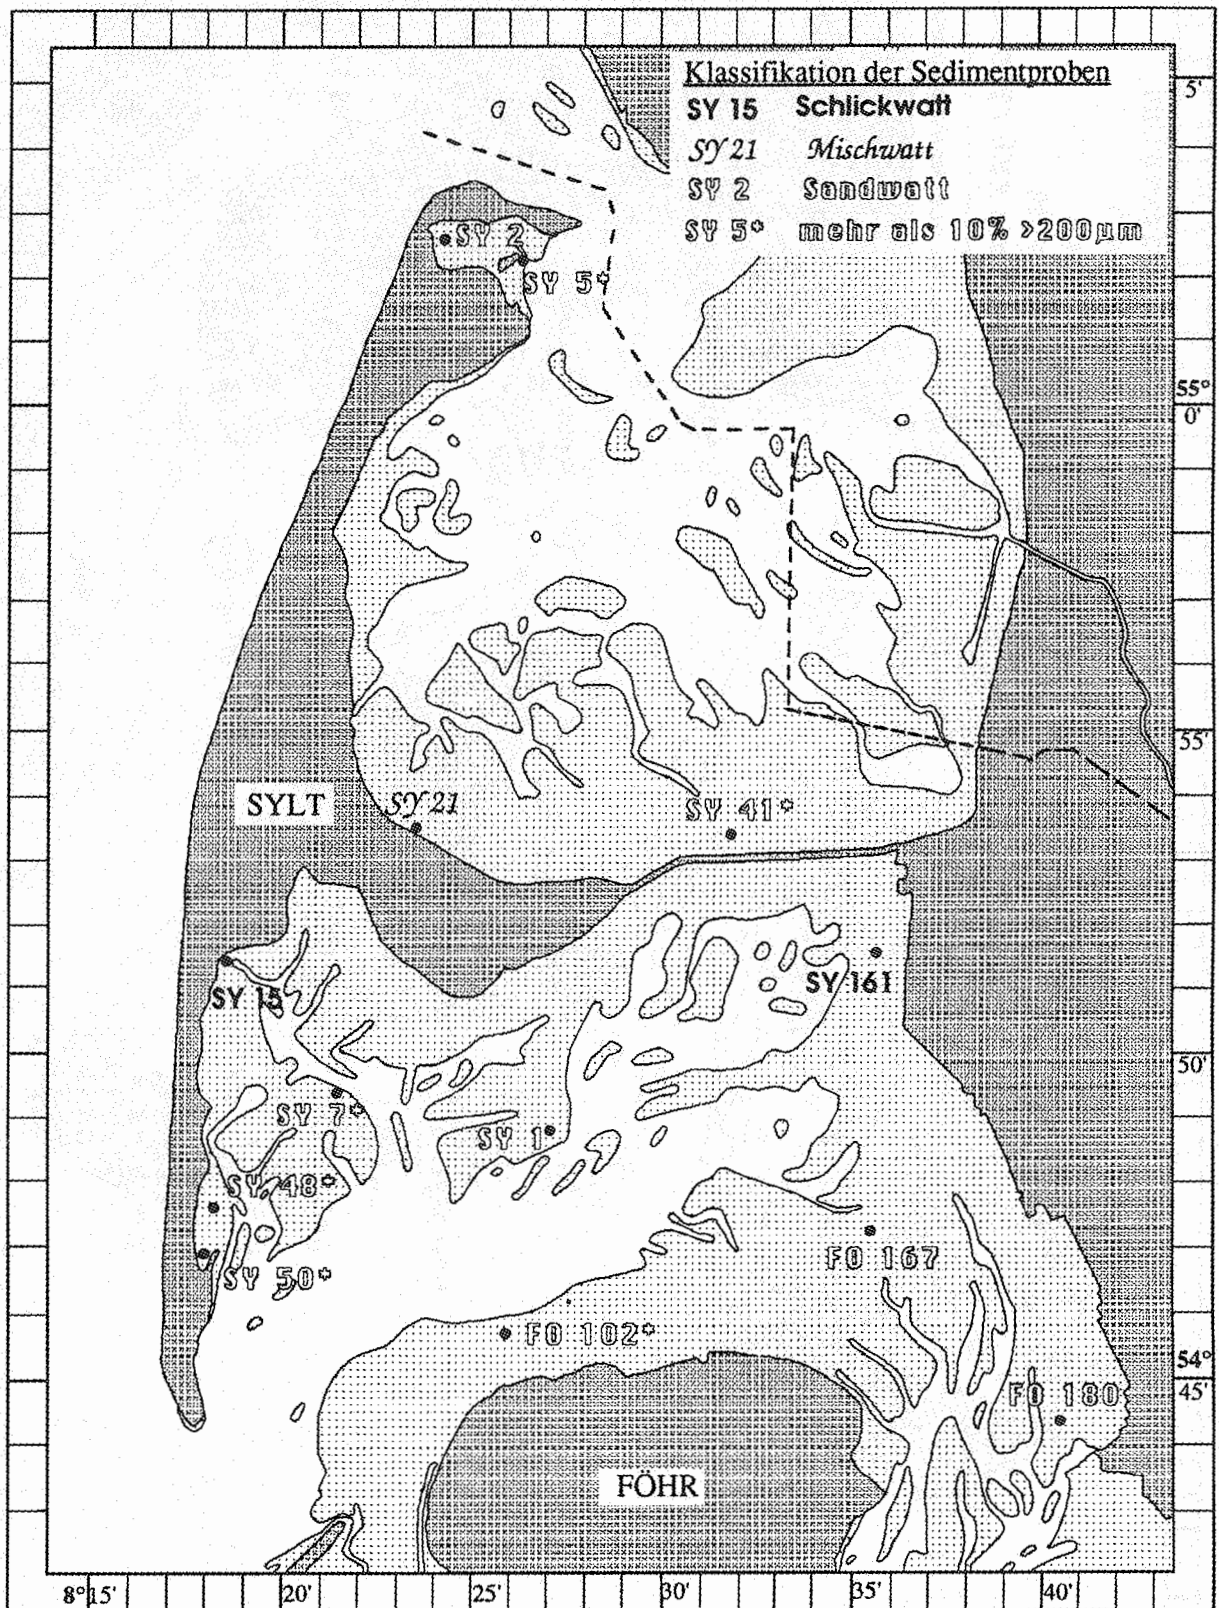 Klassifikation der Sedimentproben
SY 15 Schlickwatt
SY 21 Mischwatt
SY 2 Sandwatt
SY 5* mehr als 10% >200µm
5'
SY 2
SY 5*
55°
0'
55'
SYLT
SY 21
SY 41*
SY 15
SY 161
50'
SY 7*
SY 1
SY 48*
FO 167
SY 50*
FO 102*
54°
45'
FO 180
FÖHR
8°15' 20' 25' 30' 35' 40'